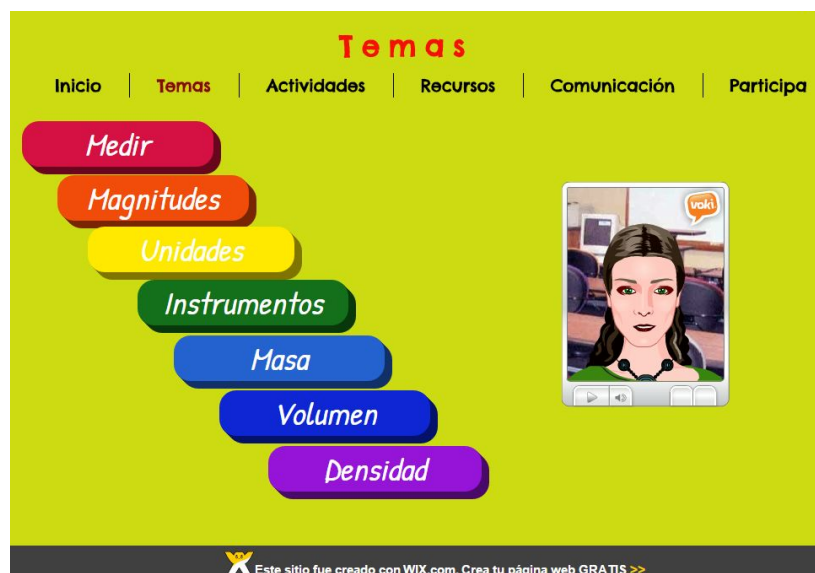 Temas
Inicio Temas Actividades Recursos Comunicación Participa
Medir
Magnitudes
Unidades
Instrumentos
Masa
Volumen
Densidad
voki
Este sitio fue creado con WIX.com. Crea tu página web GRATIS >>